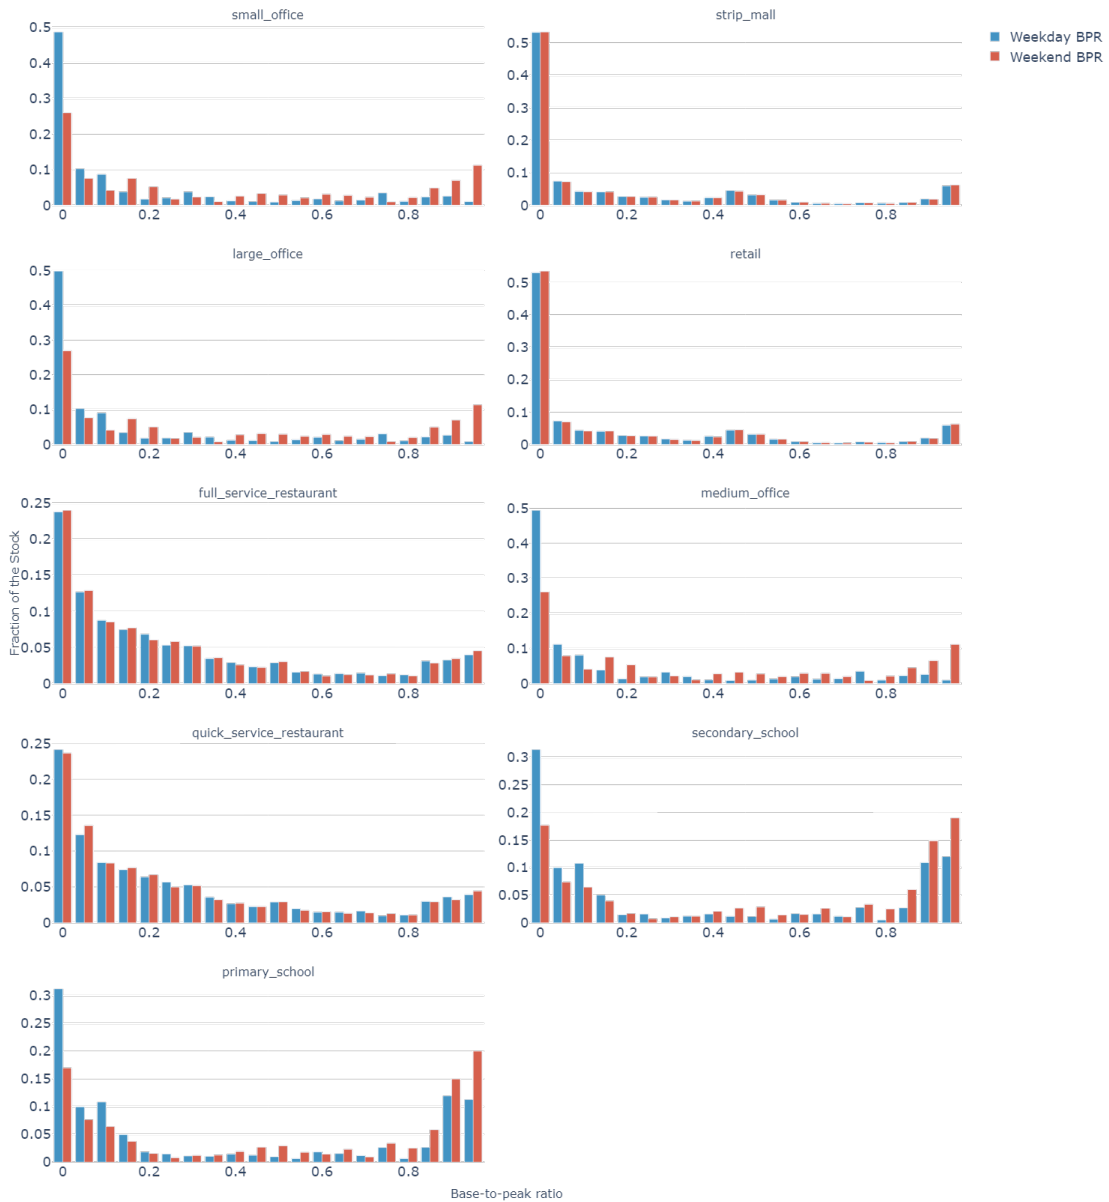 small_office
0.5
0.4
0.3
0.2
0.1
0
0 0.2 0.4 0.6 0.8
strip_mall
0.5
0.4
0.3
0.2
0.1
0
0 0.2 0.4 0.6 0.8
Weekday BPR
Weekend BPR
large_office
0.5
0.4
0.3
0.2
0.1
0
0 0.2 0.4 0.6 0.8
retail
0.5
0.4
0.3
0.2
0.1
0
0 0.2 0.4 0.6 0.8
full_service_restaurant
0.25
0.2
0.15
0.1
0.05
0
0 0.2 0.4 0.6 0.8
Fraction of the Stock
medium_office
0.5
0.4
0.3
0.2
0.1
0
0 0.2 0.4 0.6 0.8
quick_service_restaurant
0.25
0.2
0.15
0.1
0.05
0
0 0.2 0.4 0.6 0.8
secondary_school
0.3
0.25
0.2
0.15
0.1
0.05
0
0 0.2 0.4 0.6 0.8
primary_school
0.3
0.25
0.2
0.15
0.1
0.05
0
0 0.2 0.4 0.6 0.8
Base-to-peak ratio